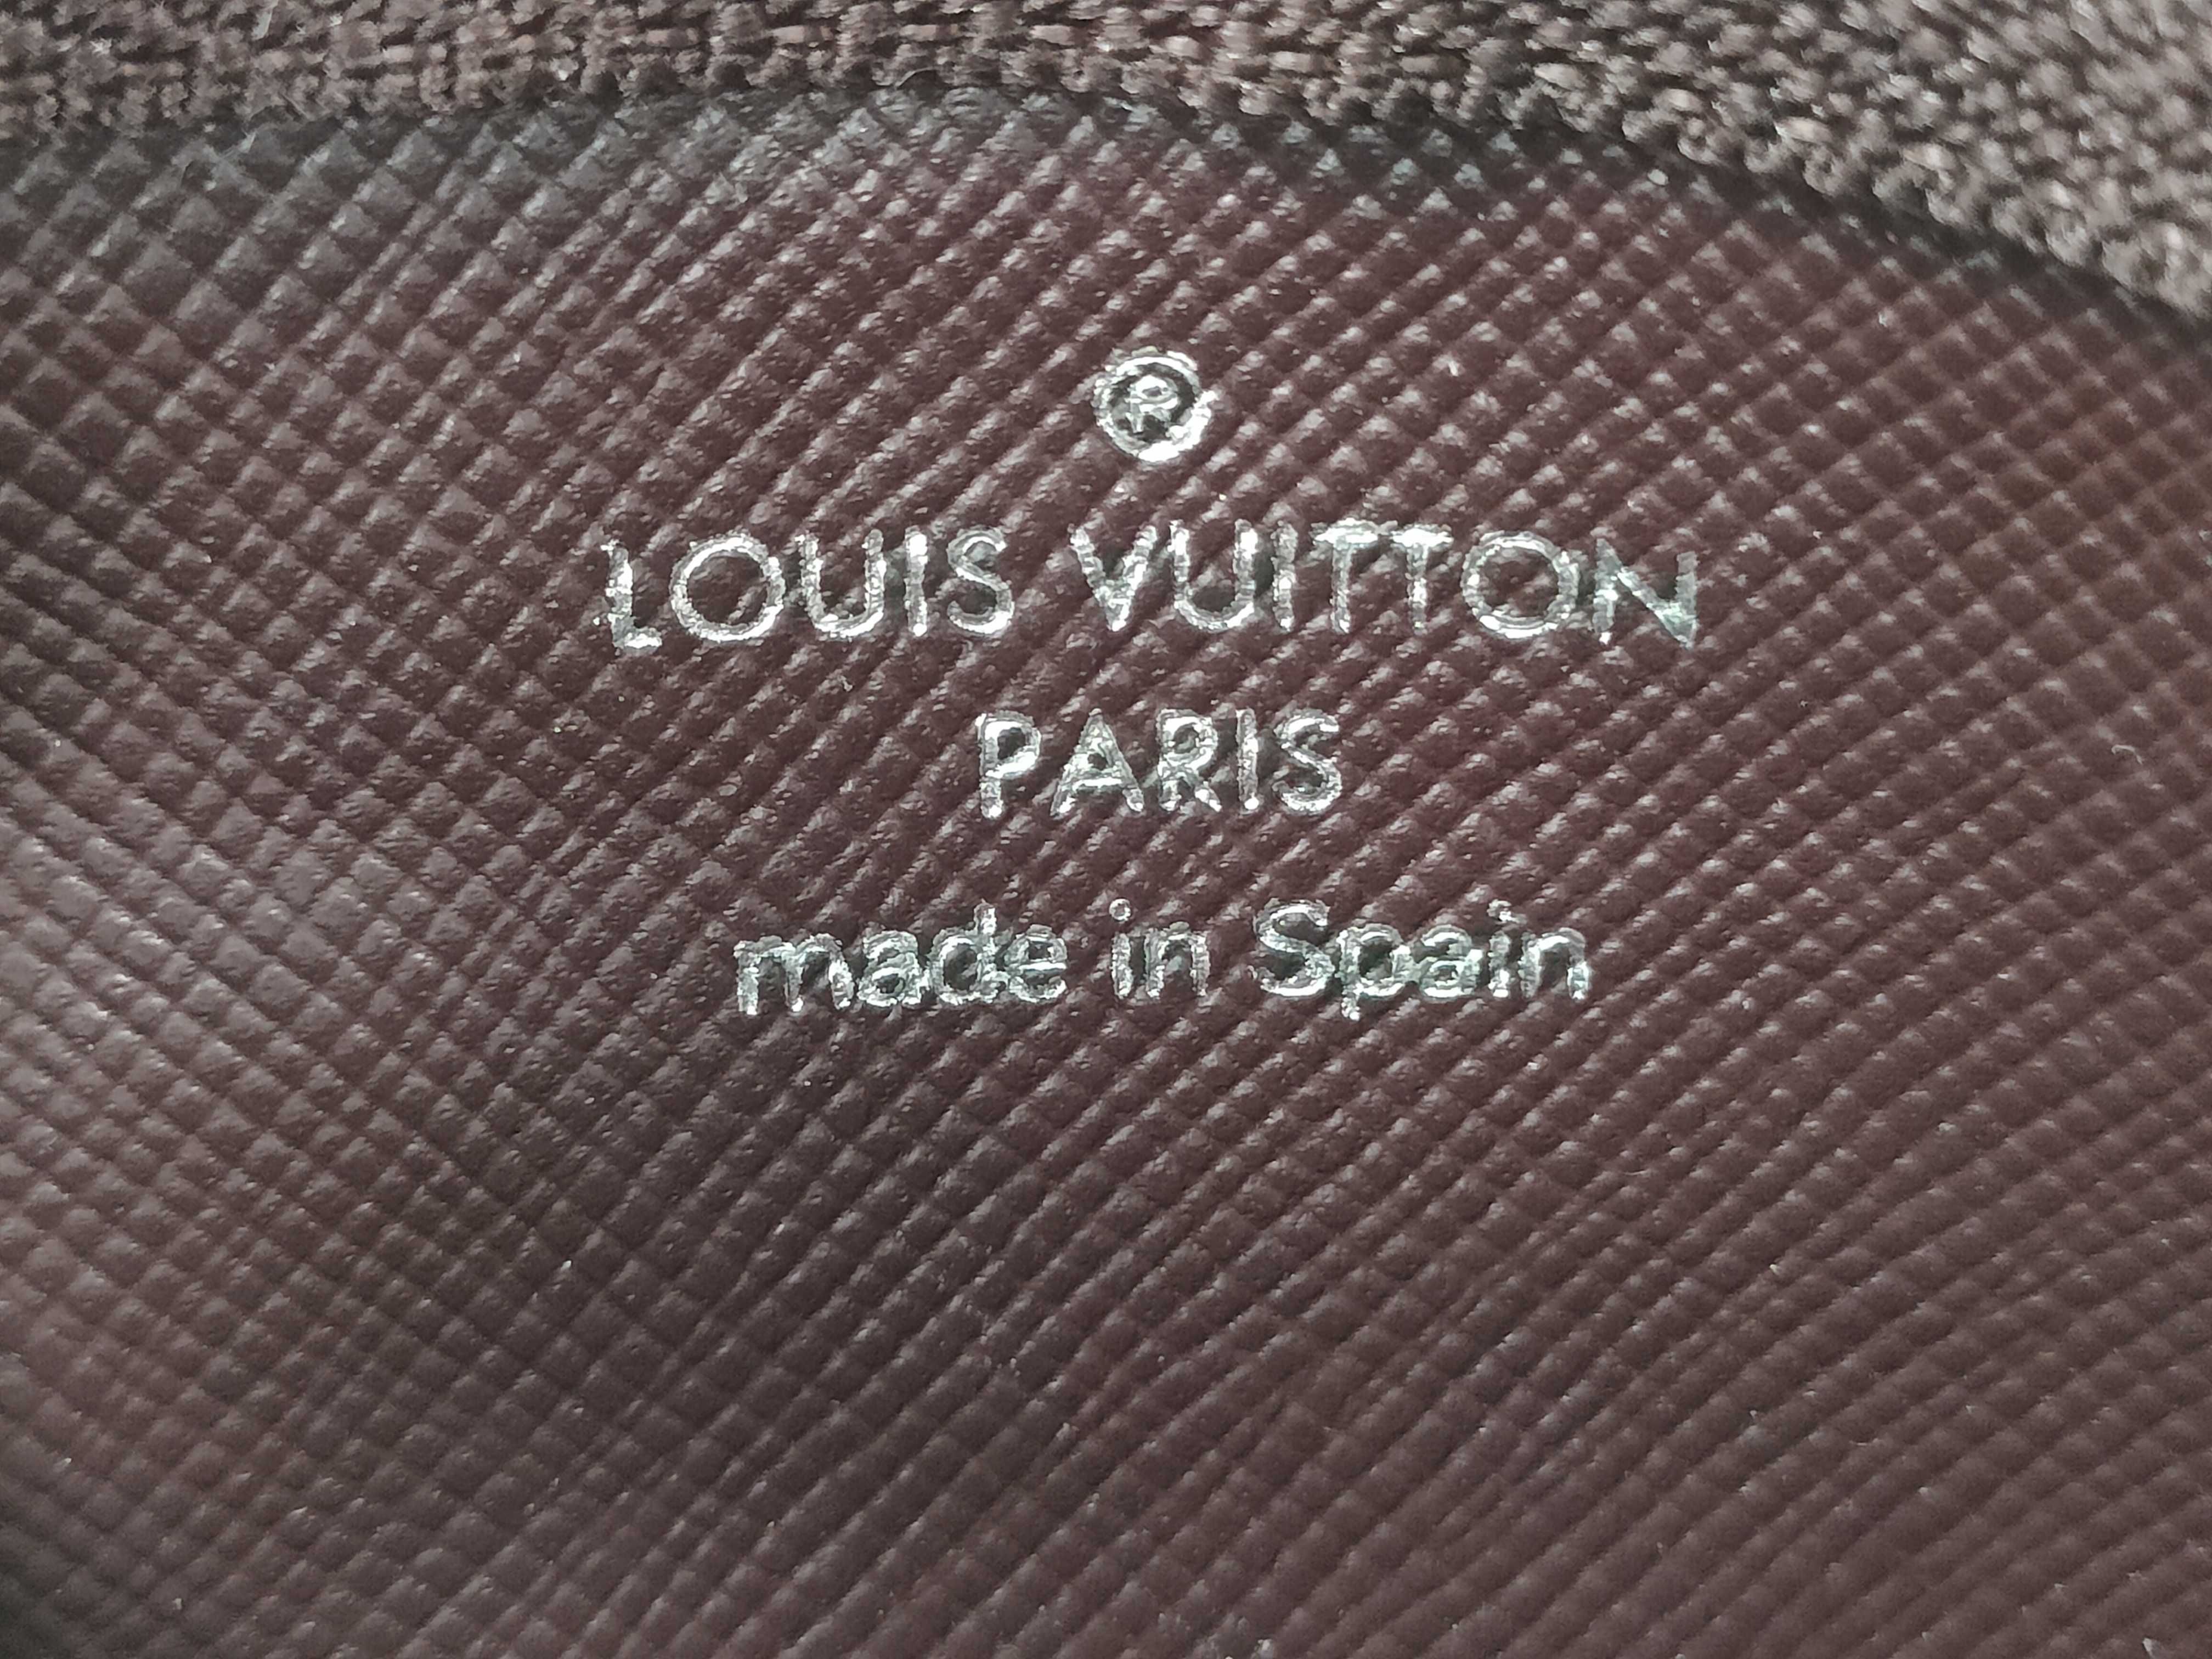 ®
LOUIS VUITTON
PARIS
made in Spain